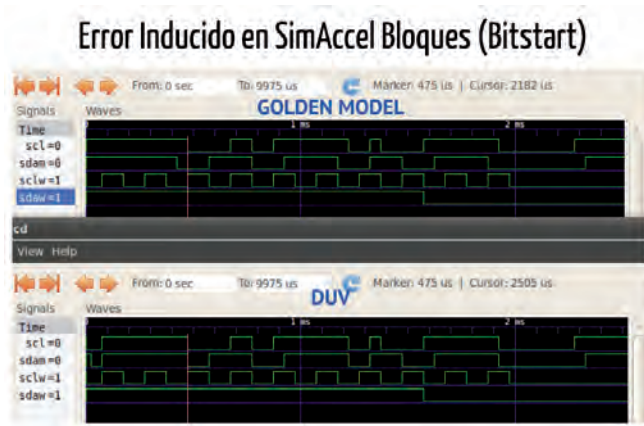 Error Inducido en SimAccel Bloques (Bitstart)
From: 0 sec To: 9975 us Marker: 475 us | Cursor: 2182 us
Signals Waves GOLDEN MODEL
Time 0 1 ms 2 ms
scl=0
sdam=0
sclw=1
sdaw=1
cd
View Help
From: 0 sec To: 9975 us Marker: 475 us | Cursor: 2505 us
Signals Waves DUV
Time 0 1 ms 2 ms
scl=0
sdam=0
sclw=1
sdaw=1